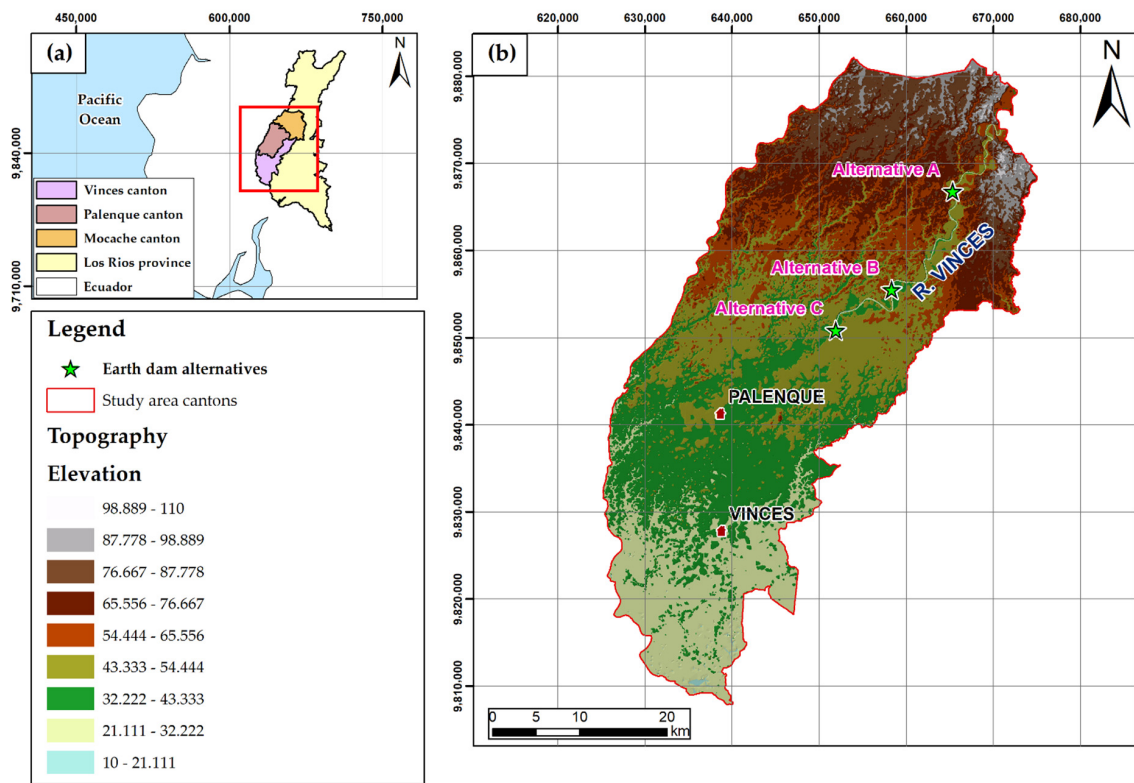 450,000
600,000
750,000
(a)
N
Pacific
Ocean
9,840,000
9,710,000
Vinces canton
Palenque canton
Mocache canton
Los Rios province
Ecuador
Legend
Earth dam alternatives
Study area cantons
Topography
Elevation
98.889 - 110
87.778 - 98.889
76.667 - 87.778
65.556 - 76.667
54.444 - 65.556
43.333 - 54.444
32.222 - 43.333
21.111 - 32.222
10 - 21.111
620,000
630,000
640,000
650,000
660,000
670,000
680,000
(b)
N
9,880,000
9,870,000
9,860,000
9,850,000
9,840,000
9,830,000
9,820,000
9,810,000
Alternative A
R. VINCES
Alternative B
Alternative C
PALENQUE
VINCES
0 5 10 20
km